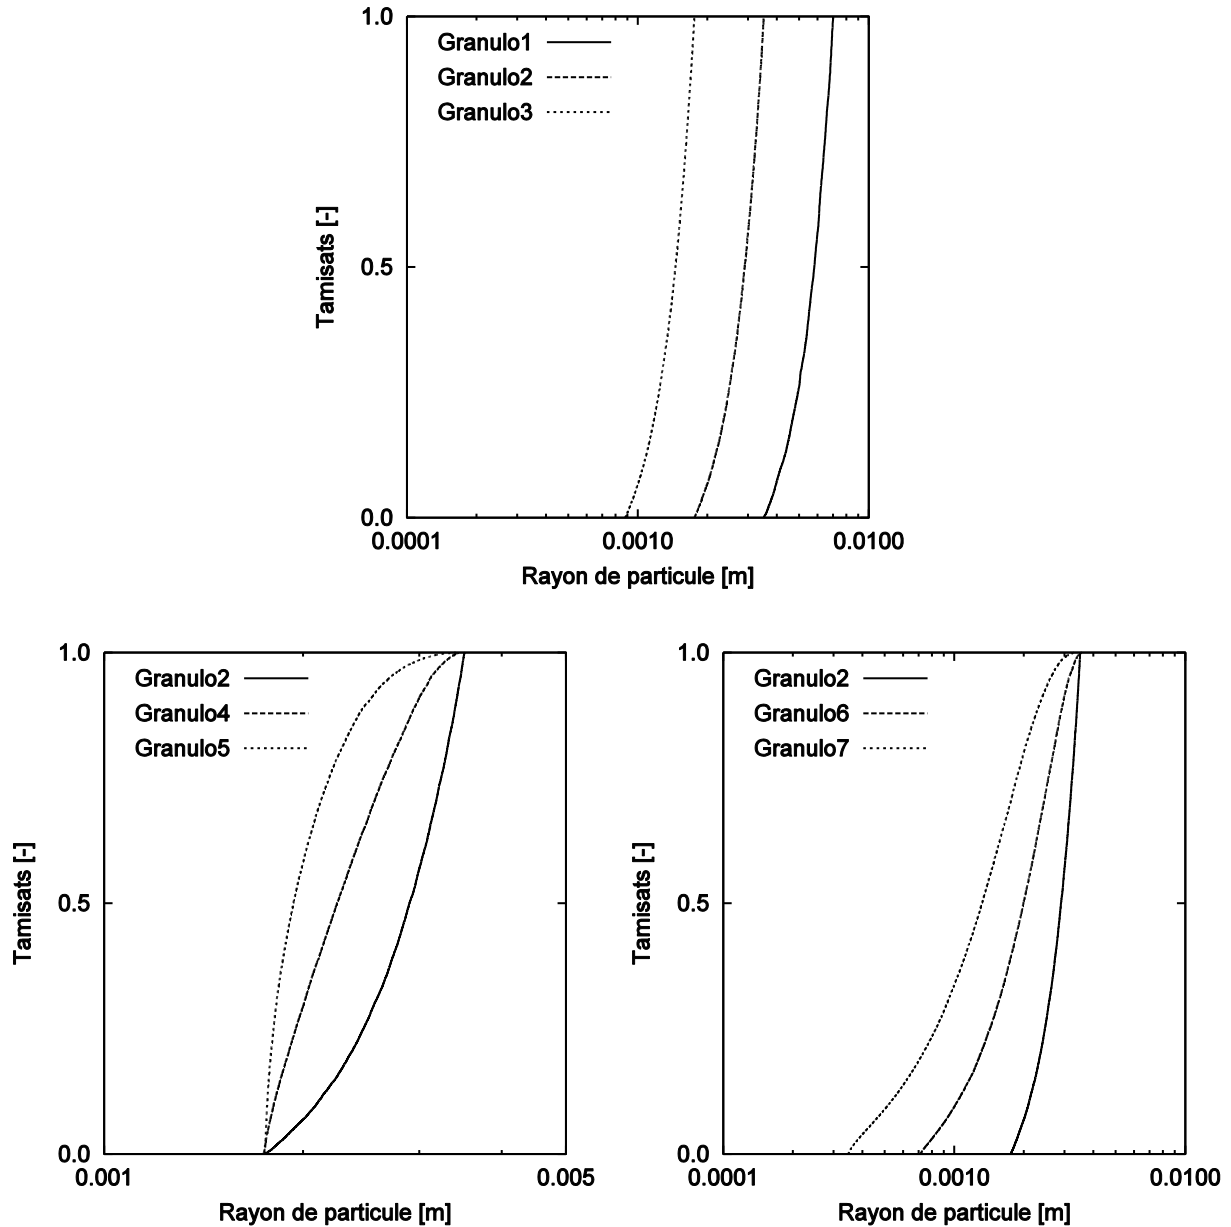 1.0
Granulo1
Granulo2
Granulo3
Tamisats [-]
0.5
0.0
0.0001
0.0010
0.0100
Rayon de particule [m]
1.0
Granulo2
Granulo4
Granulo5
Tamisats [-]
0.5
0.0
0.001
0.005
Rayon de particule [m]
1.0
Granulo2
Granulo6
Granulo7
Tamisats [-]
0.5
0.0
0.0001
0.0010
0.0100
Rayon de particule [m]